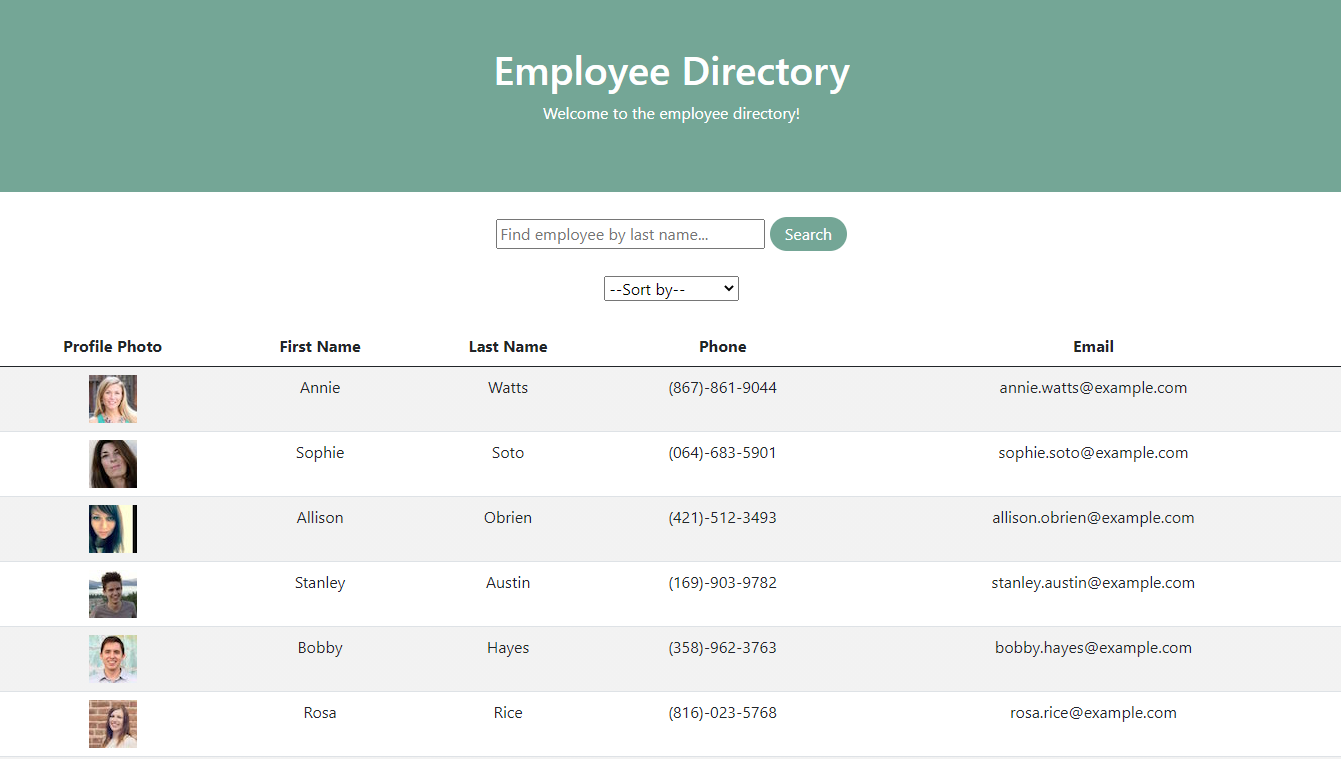 Employee Directory
Welcome to the employee directory!
Find employee by last name... Search
--Sort by--
Profile Photo First Name Last Name Phone Email
Annie Watts (867)-861-9044 annie.watts@example.com
Sophie Soto (064)-683-5901 sophie.soto@example.com
Allison Obrien (421)-512-3493 allison.obrien@example.com
Stanley Austin (169)-903-9782 stanley.austin@example.com
Bobby Hayes (358)-962-3763 bobby.hayes@example.com
Rosa Rice (816)-023-5768 rosa.rice@example.com